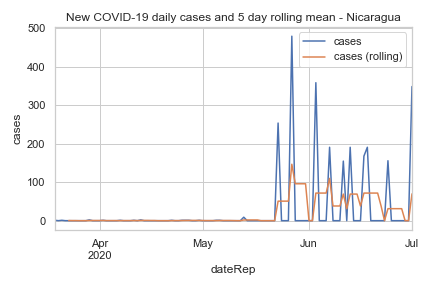 New COVID-19 daily cases and 5 day rolling mean - Nicaragua
cases
cases (rolling)
500
400
300
200
100
0
cases
Apr
2020
May
Jun
Jul
dateRep